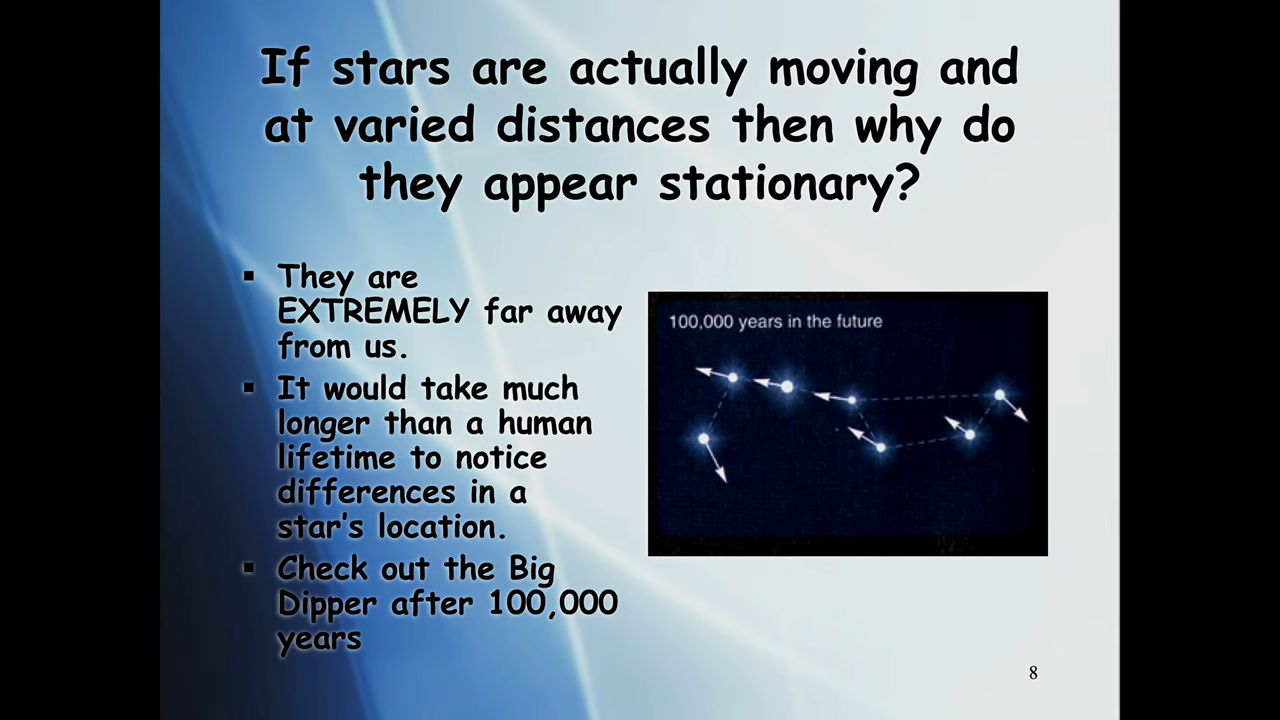 If stars are actually moving and
at varied distances then why do
they appear stationary?
▪ They are
EXTREMELY far away
from us.
▪ It would take much
longer than a human
lifetime to notice
differences in a
star’s location.
▪ Check out the Big
Dipper after 100,000
years
100,000 years in the future
8